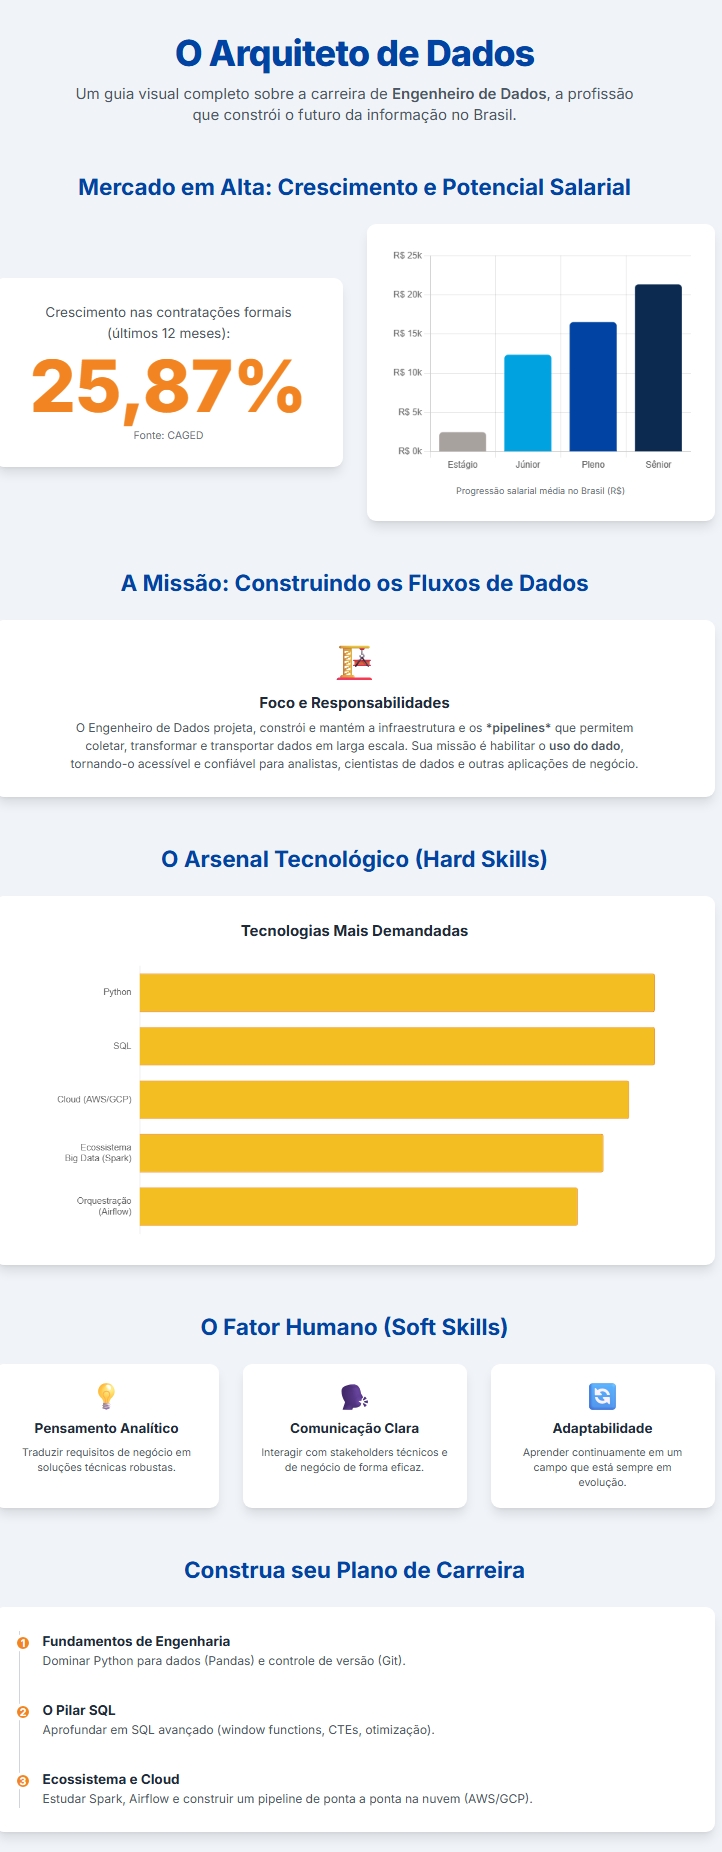 O Arquiteto de Dados
Um guia visual completo sobre a carreira de Engenheiro de Dados, a profissão
que constrói o futuro da informação no Brasil.
Mercado em Alta: Crescimento e Potencial Salarial
Crescimento nas contratações formais
(últimos 12 meses):
25,87%
Fonte: CAGED
R$ 25k
R$ 20k
R$ 15k
R$ 10k
R$ 5k
R$ 0k
Estágio
Júnior
Pleno
Sênior
Progressão salarial média no Brasil (R$)
A Missão: Construindo os Fluxos de Dados
Foco e Responsabilidades
O Engenheiro de Dados projeta, constrói e mantém a infraestrutura e os *pipelines* que permitem
coletar, transformar e transportar dados em larga escala. Sua missão é habilitar o uso do dado,
tornando-o acessível e confiável para analistas, cientistas de dados e outras aplicações de negócio.
O Arsenal Tecnológico (Hard Skills)
Tecnologias Mais Demandadas
Python
SQL
Cloud (AWS/GCP)
Ecossistema
Big Data (Spark)
Orquestração
(Airflow)
O Fator Humano (Soft Skills)
Pensamento Analítico
Traduzir requisitos de negócio em
soluções técnicas robustas.
Comunicação Clara
Interagir com stakeholders técnicos e
de negócio de forma eficaz.
Adaptabilidade
Aprender continuamente em um
campo que está sempre em
evolução.
Construa seu Plano de Carreira
1
Fundamentos de Engenharia
Dominar Python para dados (Pandas) e controle de versão (Git).
2
O Pilar SQL
Aprofundar em SQL avançado (window functions, CTEs, otimização).
3
Ecossistema e Cloud
Estudar Spark, Airflow e construir um pipeline de ponta a ponta na nuvem (AWS/GCP).